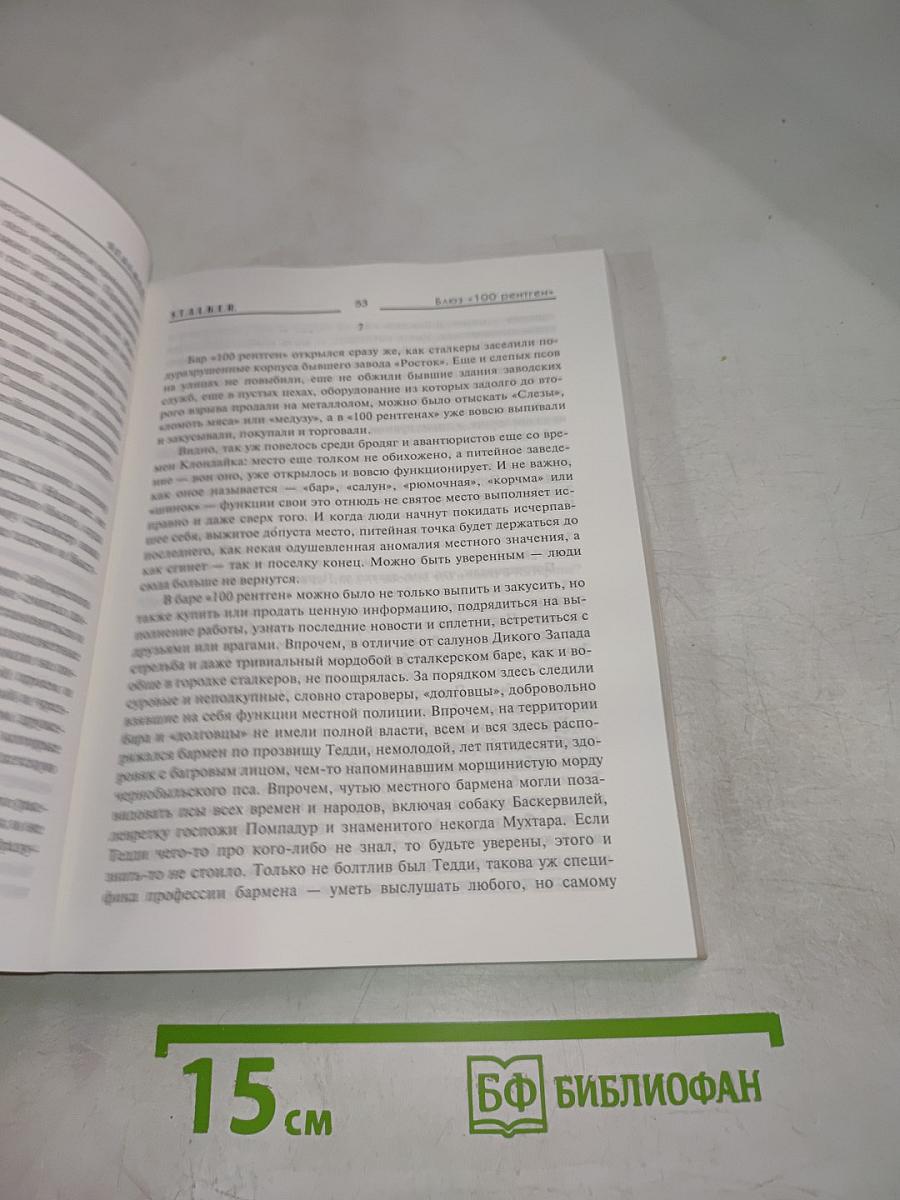 S.T.A.L.K.E.R. 83 Блюз «100 рентген»
7
Бар «100 рентген» открылся сразу же, как сталкеры заселили по-
луразрушенные корпуса бывшего завода «Росток». Еще и слепых псов
на улицах не повыбили, еще не обжили бывшие здания заводских
служб, еще в пустых цехах, оборудование из которых задолго до вто-
рого взрыва продали на металлолом, можно было отыскать «Слезы»,
«ломоть мяса» или «медузу», а в «100 рентгенах» уже вовсю выпивали
и закусывали, покупали и торговали.
Видно, так уж повелось среди бродяг и авантюристов еще со вре-
мен Клондайка: место еще толком не обихожено, а питейное заведе-
ние — вон оно, уже открылось и вовсю функционирует. И не важно,
как оное называется — «бар», «салун», «рюмочная», «корчма» или
«шинок» — функции свои это отнюдь не святое место выполняет ис-
правно и даже сверх того. И когда люди начнут покидать исчерпав-
шее себя, выжитое до́пуста место, питейная точка будет держаться до
последнего, как некая одушевленная аномалия местного значения, а
как сгинет — так и поселку конец. Можно быть уверенным — люди
сюда больше не вернутся.
В баре «100 рентген» можно было не только выпить и закусить, но
также купить или продать ценную информацию, подрядиться на вы-
полнение работы, узнать последние новости и сплетни, встретиться с
друзьями или врагами. Впрочем, в отличие от салунов Дикого Запада
стрельба и даже тривиальный мордобой в сталкерском баре, как и во-
обще в городке сталкеров, не поощрялись. За порядком здесь следили
суровые и неподкупные, словно староверы, «долговцы», добровольно
взявшие на себя функции местной полиции. Впрочем, на территории
бара и «долговцы» не имели полной власти, всем и вся здесь распо-
ряжался бармен по прозвищу Тедди, немолодой, лет пятидесяти, здо-
ровяк с багровым лицом, чем-то напоминавшим морщинистую морду
чернобыльского пса. Впрочем, чутью местного бармена могли поза-
видовать псы всех времен и народов, включая собаку Баскервилей,
левретку госпожи Помпадур и знаменитого некогда Мухтара. Если
Тедди чего-то про кого-либо не знал, то будьте уверены, этого и
знать-то не стоило. Только не болтлив был Тедди, такова уж специ-
фика профессии бармена — уметь выслушать любого, но самому
15 см
БФ БИБЛИОФАН